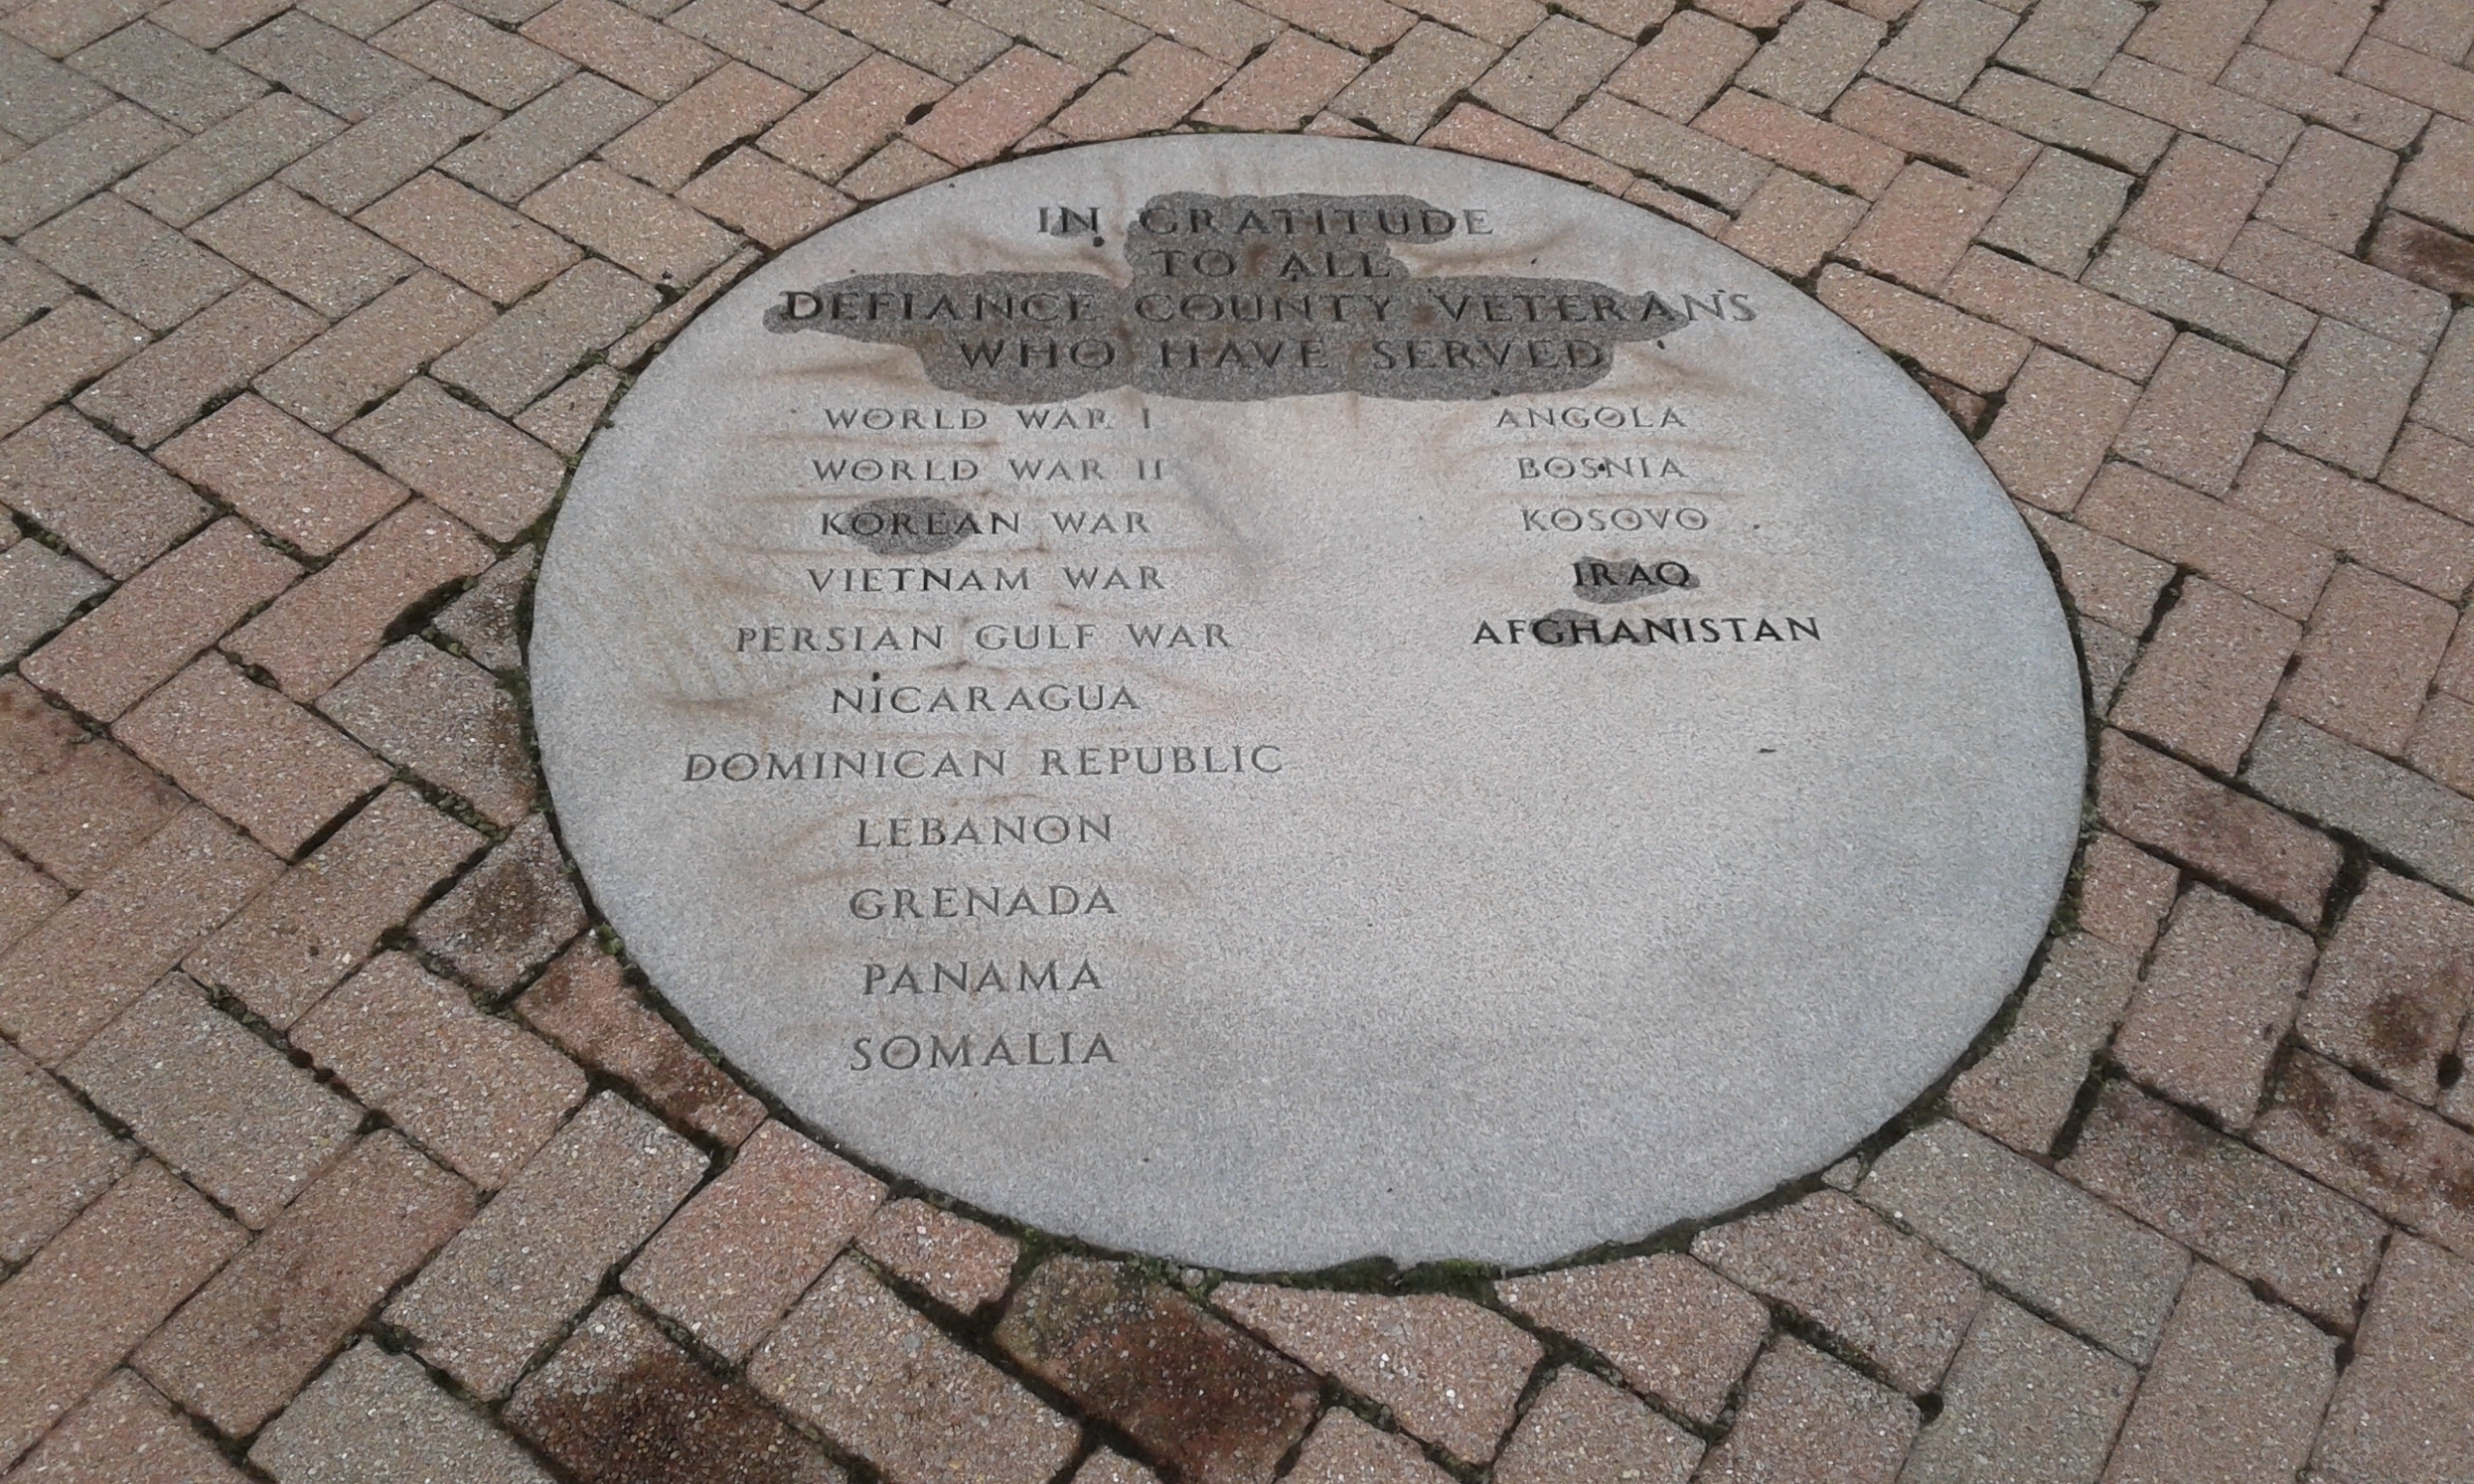 IN GRATITUDE
TO ALL
DEFIANCE COUNTY VETERANS
WHO HAVE SERVED
WORLD WAR I
WORLD WAR II
KOREAN WAR
VIETNAM WAR
PERSIAN GULF WAR
NICARAGUA
DOMINICAN REPUBLIC
LEBANON
GRENADA
PANAMA
SOMALIA
ANGOLA
BOSNIA
KOSOVO
IRAQ
AFGHANISTAN